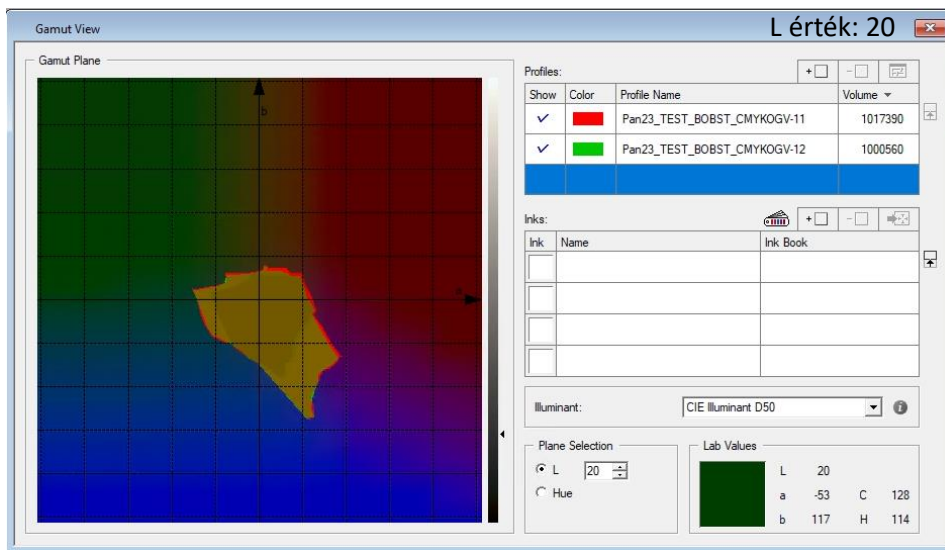 Gamut View
L érték: 20
Gamut Plane
b
a
Profiles:
Show Color Profile Name Volume
Pan23_TEST_BOBST_CMYKOGV-11 1017390
Pan23_TEST_BOBST_CMYKOGV-12 1000560
Inks:
Ink Name Ink Book
Illuminant: CIE Illuminant D50
Plane Selection
L 20
Hue
Lab Values
L 20
a -53 C 128
b 117 H 114